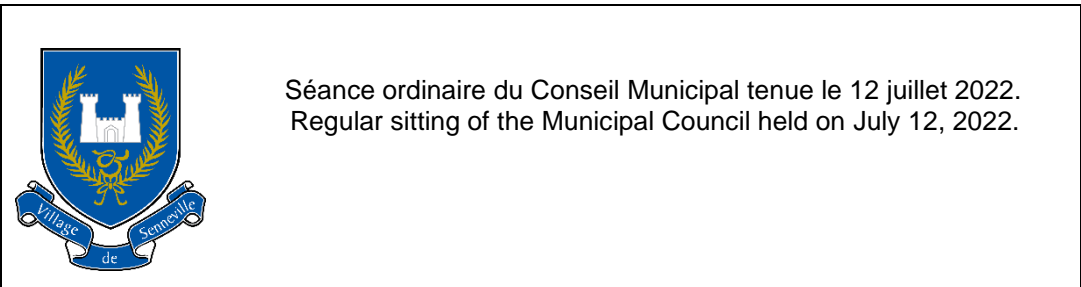 Séance ordinaire du Conseil Municipal tenue le 12 juillet 2022.
Regular sitting of the Municipal Council held on July 12, 2022.
Village
de
Senneville